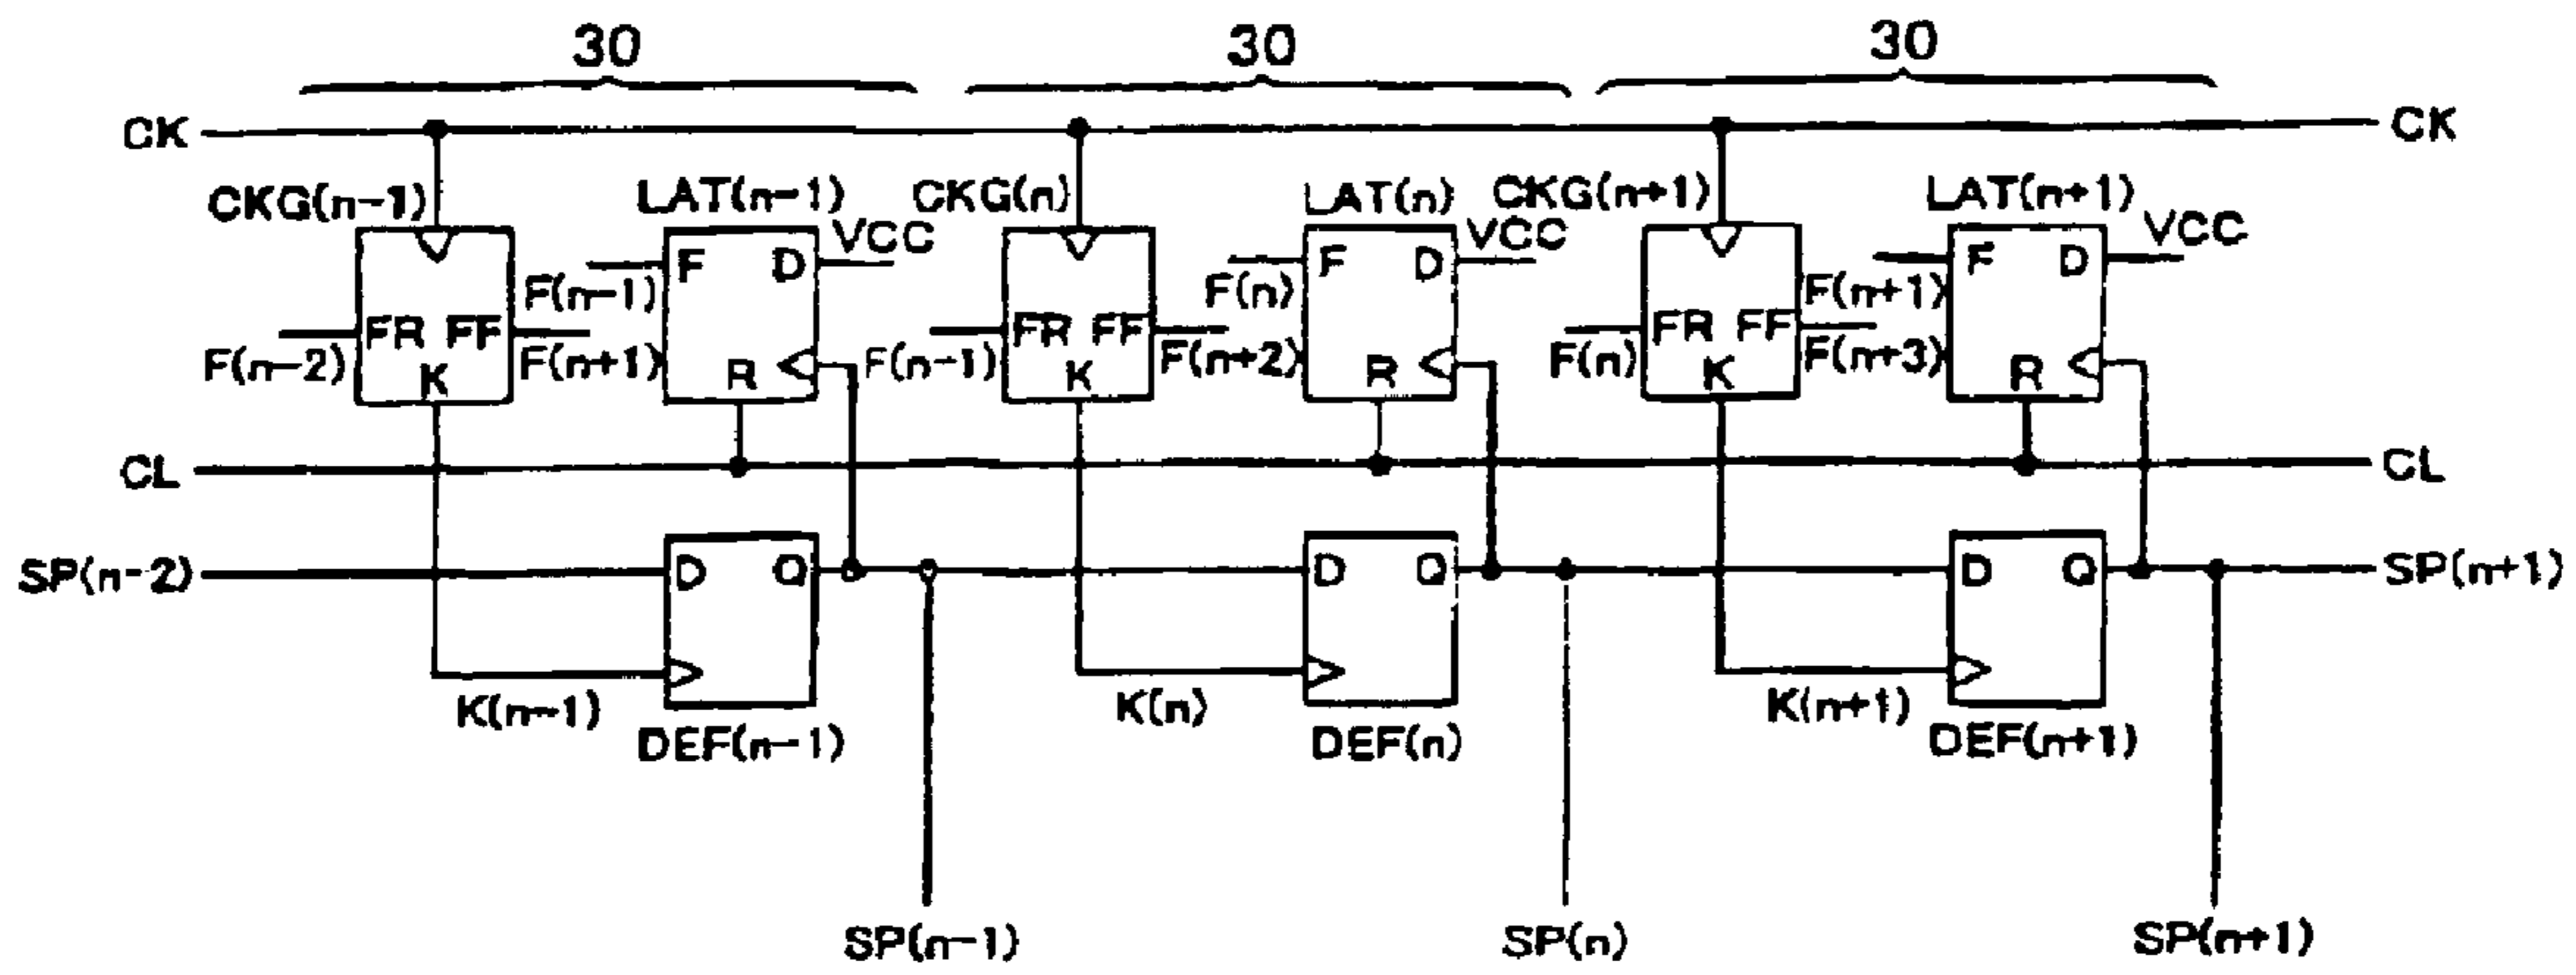 30 30 30
CK CK
CKG(n-1) LAT(n-1) CKG(n) LAT(n) CKG(n+1) LAT(n+1)
VCC VCC VCC
F D F D F D
F(n-1) F(n) F(n+1)
FR FF FR FF FR FF
F(n-2) K F(n+1) R F(n-1) K F(n+2) R F(n) K F(n+3) R
CL CL
SP(n-2) D Q D Q D Q SP(n+1)
K(n-1) K(n) K(n+1)
DEF(n-1) DEF(n) DEF(n+1)
SP(n-1) SP(n) SP(n+1)